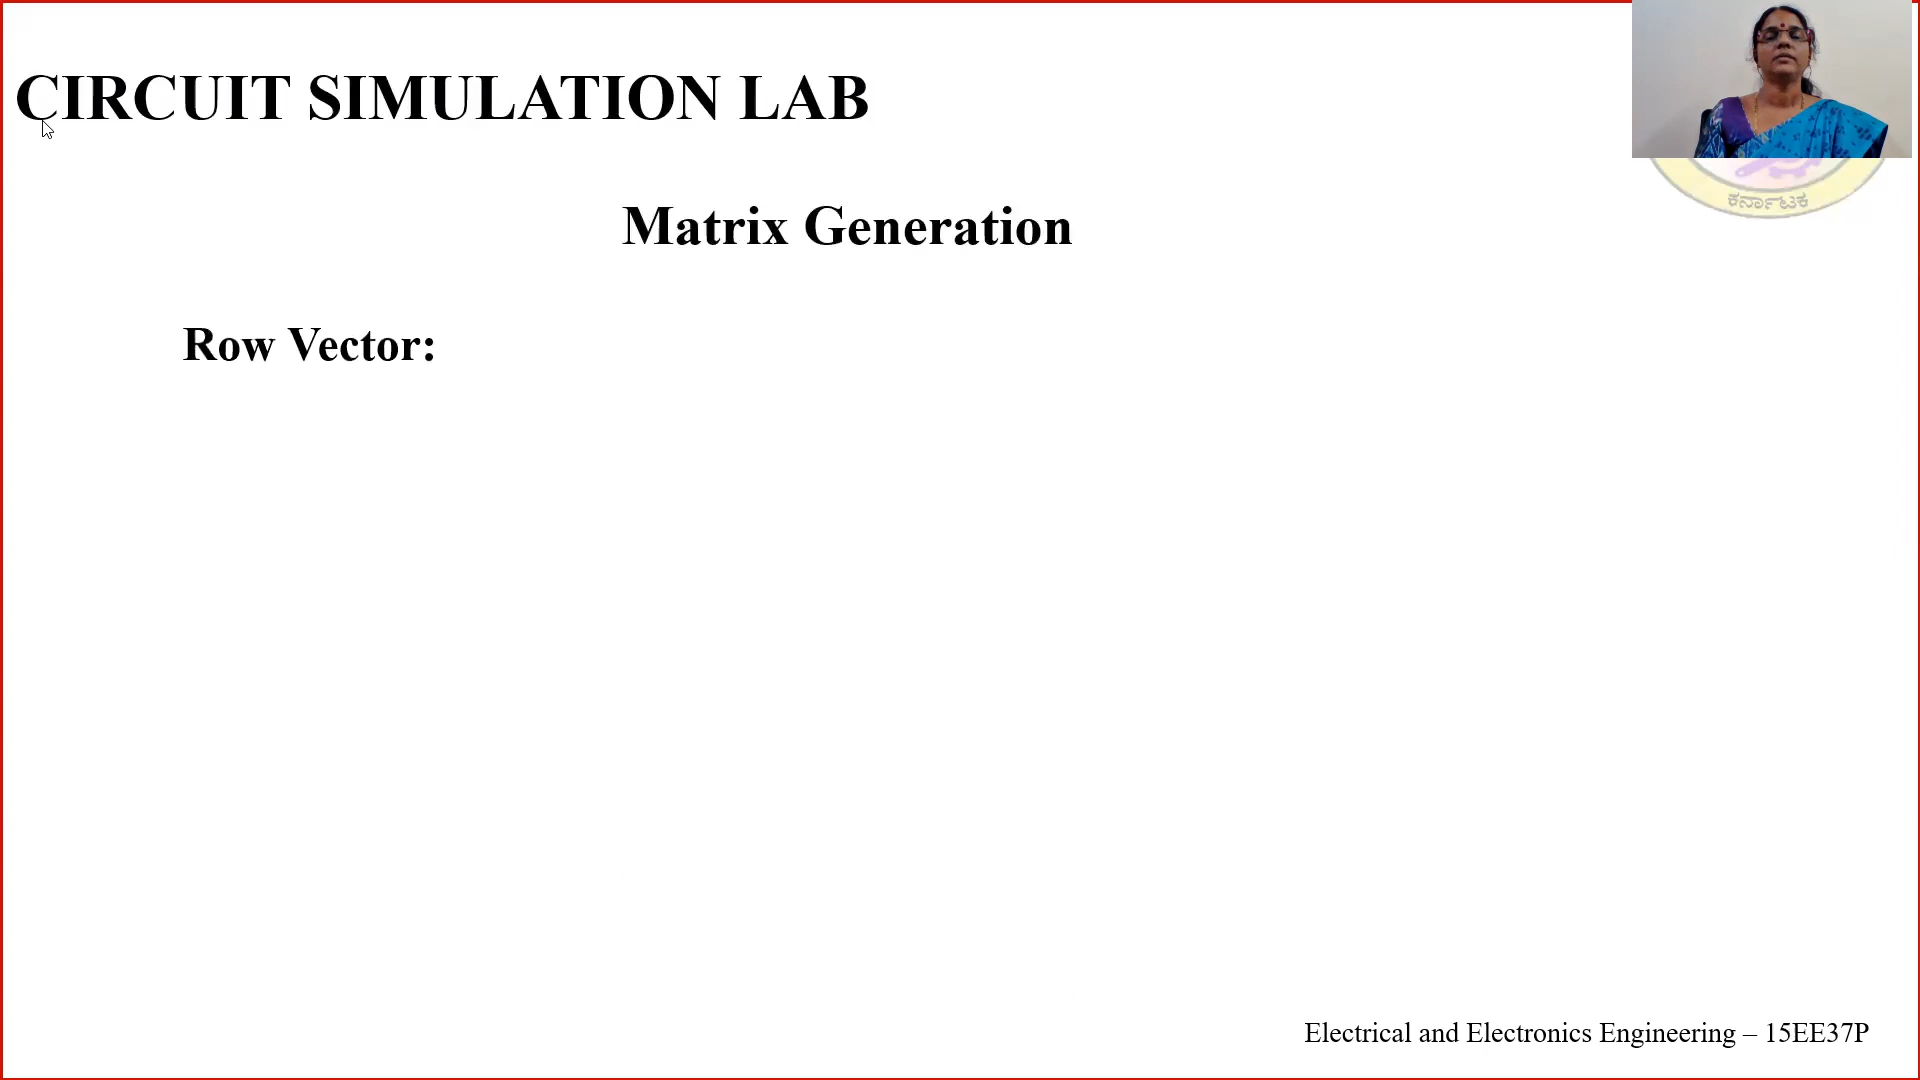 CIRCUIT SIMULATION LAB
ಕರ್ನಾಟಕ
Matrix Generation
Row Vector:
Electrical and Electronics Engineering – 15EE37P